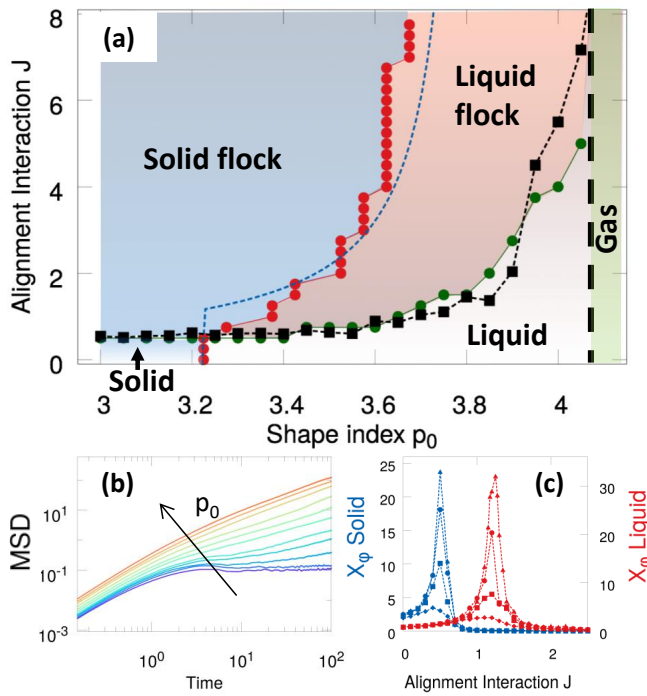 (a)
8
6
4
2
0
Alignment Interaction J
Solid flock
Liquid flock
Liquid
Gas
Solid
3
3.2
3.4
3.6
3.8
4
Shape index p₀
(b)
p₀
MSD
10¹
10⁻¹
10⁻³
10⁰
10¹
10²
Time
(c)
Χφ Solid
25
20
15
10
5
0
30
20
10
0
Χφ Liquid
0
1
2
Alignment Interaction J